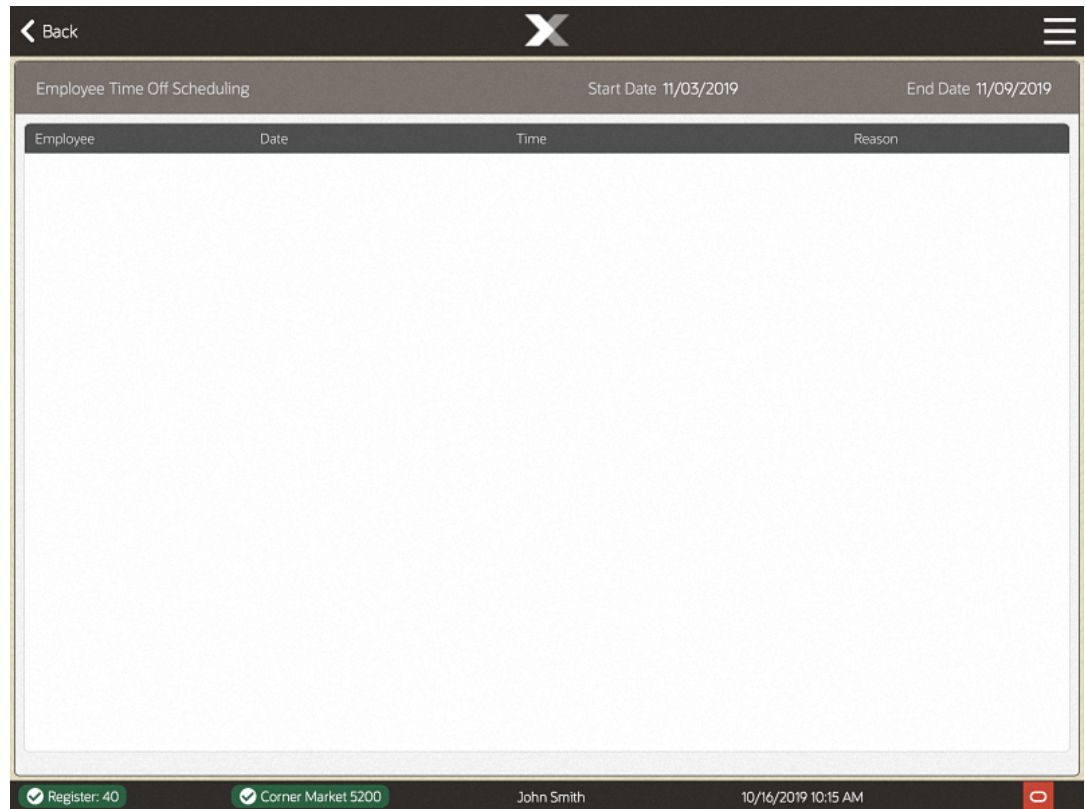 Back
Employee Time Off Scheduling Start Date 11/03/2019 End Date 11/09/2019
Employee Date Time Reason
Register: 40 Corner Market 5200 John Smith 10/16/2019 10:15 AM